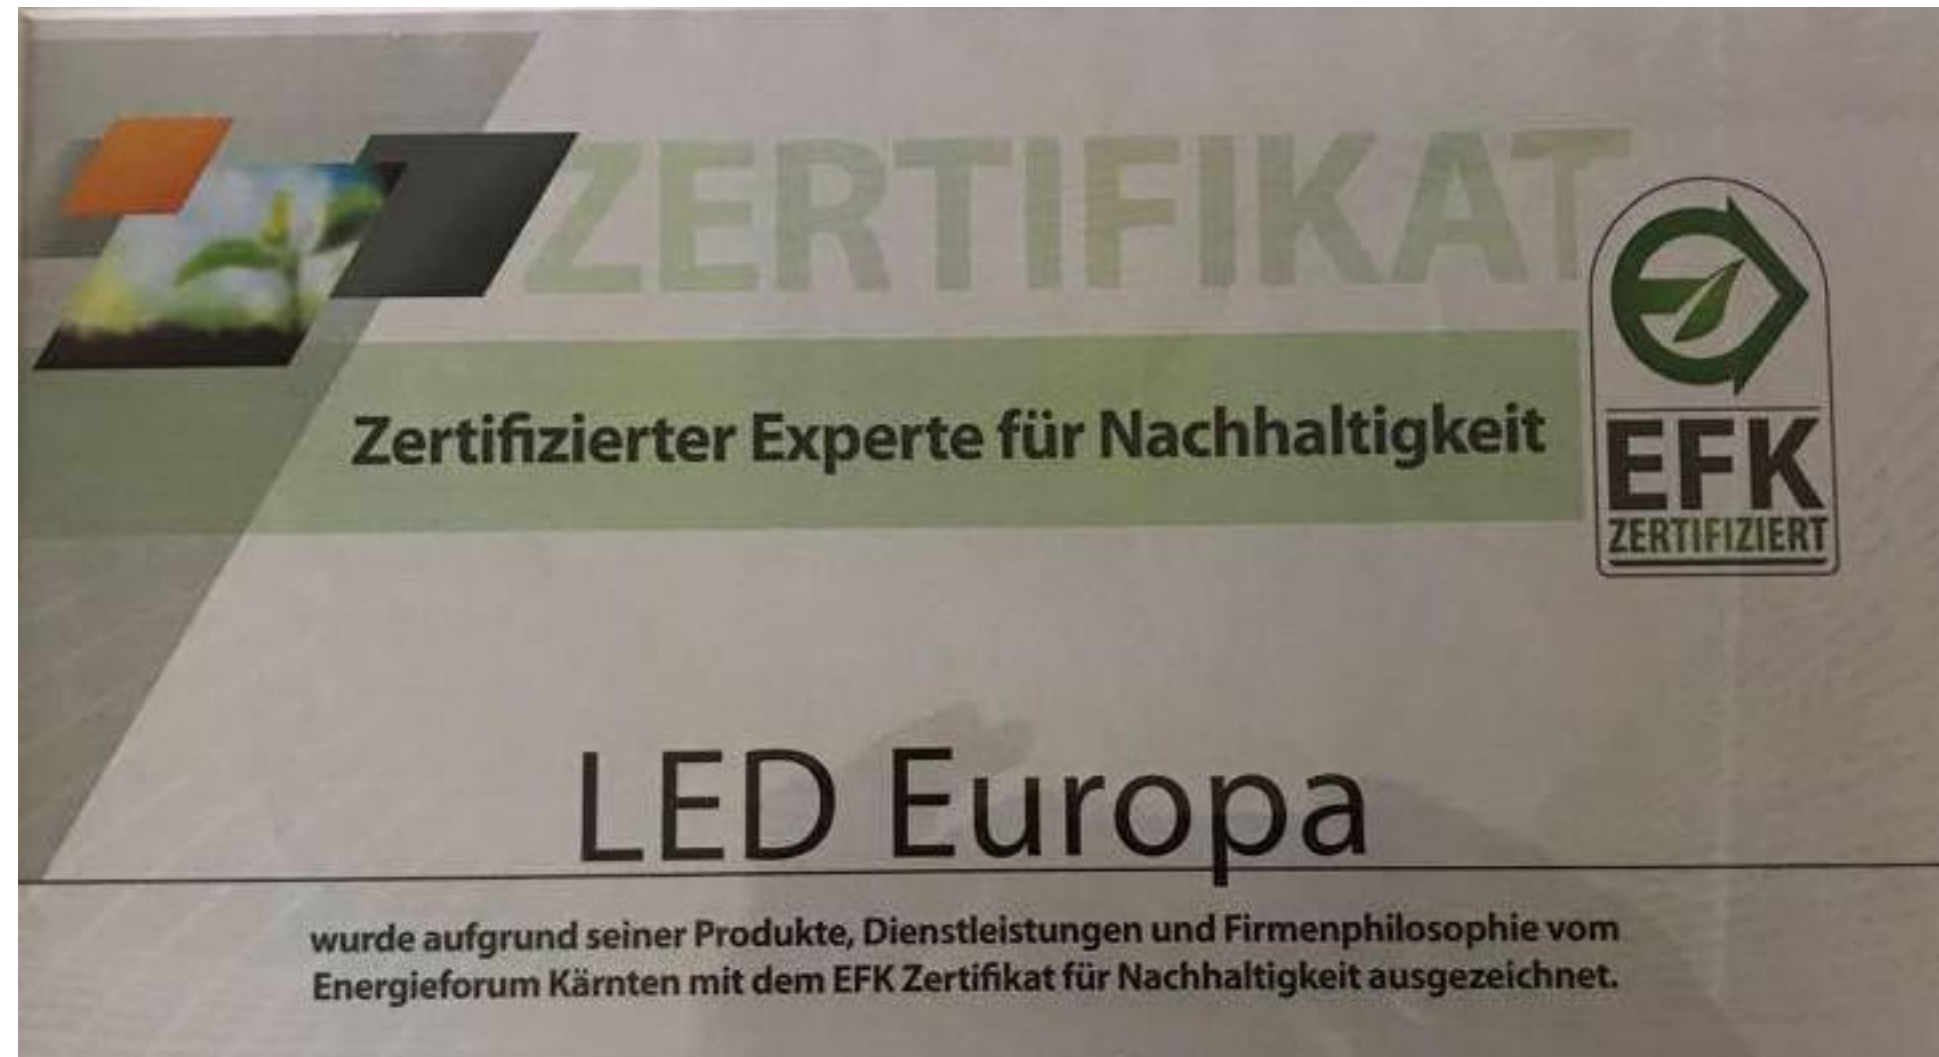 ZERTIFIKAT
Zertifizierter Experte für Nachhaltigkeit
EFK
ZERTIFIZIERT
LED Europa
wurde aufgrund seiner Produkte, Dienstleistungen und Firmenphilosophie vom
Energieforum Kärnten mit dem EFK Zertifikat für Nachhaltigkeit ausgezeichnet.